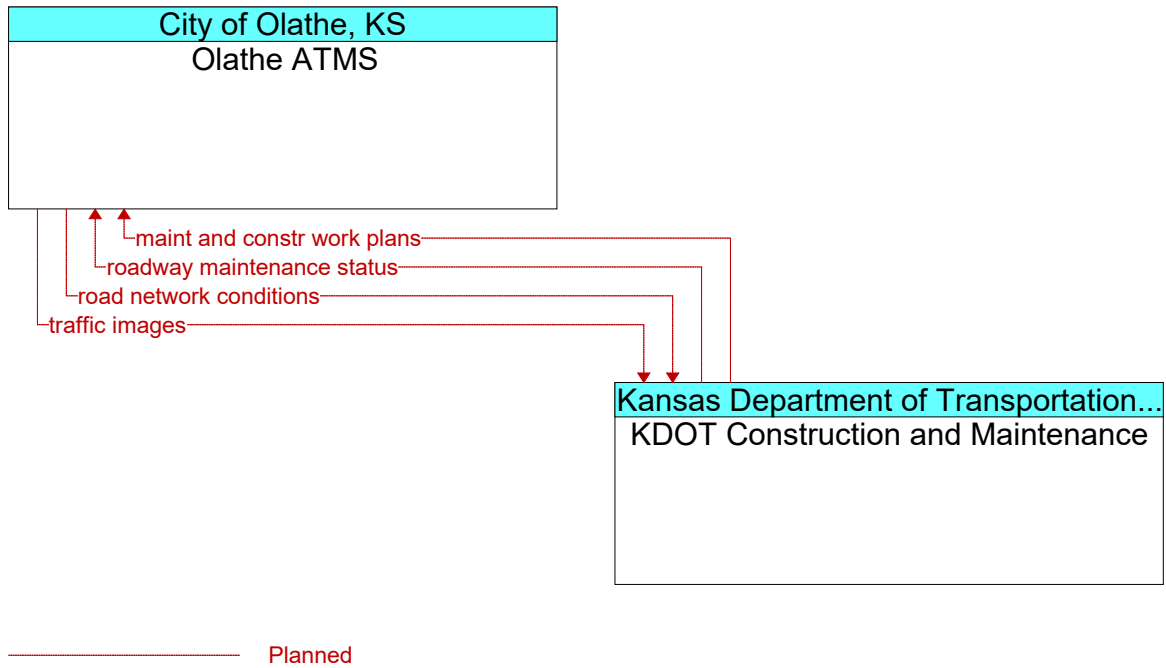 City of Olathe, KS
Olathe ATMS
maint and constr work plans
roadway maintenance status
road network conditions
traffic images
Kansas Department of Transportation...
KDOT Construction and Maintenance
Planned